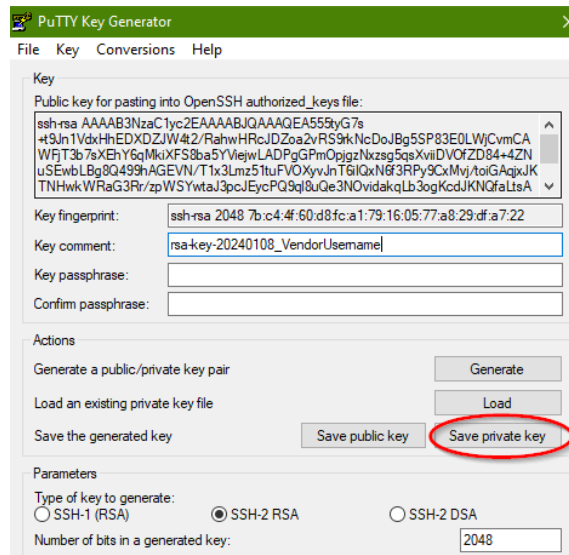 PuTTY Key Generator
File Key Conversions Help
Key
Public key for pasting into OpenSSH authorized_keys file:
ssh-rsa AAAAB3NzaC1yc2EAAAABJQAAAQEA555tyG7s
+t9Jn1VdxHhEDXDZJW4t2/RahwHRcJDZoa2vRS9rkNcDoJBg5SP83E0LWjCvmCA
WFjT3b7sXEhY6qMkiXFS8ba5YViejwLADPgGPmOpjgzNxzsg5qsXviiDVOfZD84+4ZN
uSEwbLBg8Q499hAGEVN/T1x3Lmz51tuFVOXyvJnT6iIQxN6f3RPy9CxMvj/toiGAqjxJK
TNHwkWRaG3Rr/zpWSYwtaJ3pcJEycPQ9ql8uQe3NOvidakqLb3ogKcdJKNQfaLtsA
Key fingerprint: ssh-rsa 2048 7b:c4:4f:60:d8:fc:a1:79:16:05:77:a8:29:df:a7:22
Key comment: rsa-key-20240108_VendorUsername
Key passphrase:
Confirm passphrase:
Actions
Generate a public/private key pair Generate
Load an existing private key file Load
Save the generated key Save public key Save private key
Parameters
Type of key to generate:
SSH-1 (RSA) SSH-2 RSA SSH-2 DSA
Number of bits in a generated key: 2048